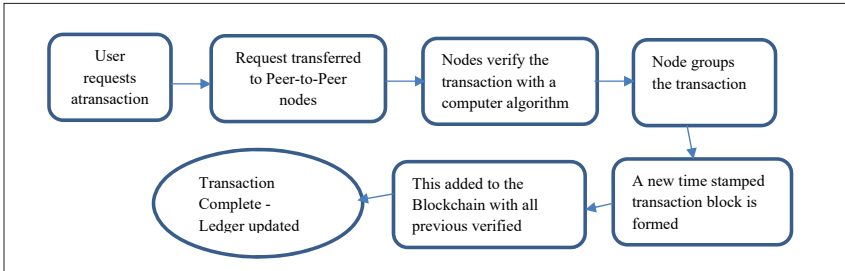 User
requests
atransaction
Request transferred
to Peer-to-Peer
nodes
Nodes verify the
transaction with a
computer algorithm
Node groups
the transaction
A new time stamped
transaction block is
formed
This added to the
Blockchain with all
previous verified
Transaction
Complete -
Ledger updated